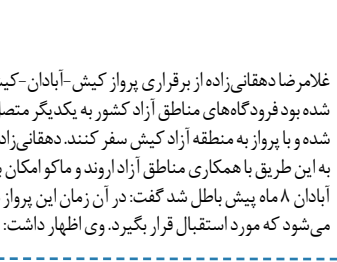 غلامرضا دهقانی‌زاده از برقراری پرواز کیش-آبادان-کیش
شده بود فرودگاه‌های مناطق آزاد کشور به یکدیگر متصل
شده و با پرواز به منطقه آزاد کیش سفر کنند. دهقانی‌زاده
به این طریق با همکاری مناطق آزاد اروند و ماکو امکان
آبادان ۸ ماه پیش باطل شد گفت: در آن زمان این پرواز
می‌شود که مورد استقبال قرار بگیرد. وی اظهار داشت: